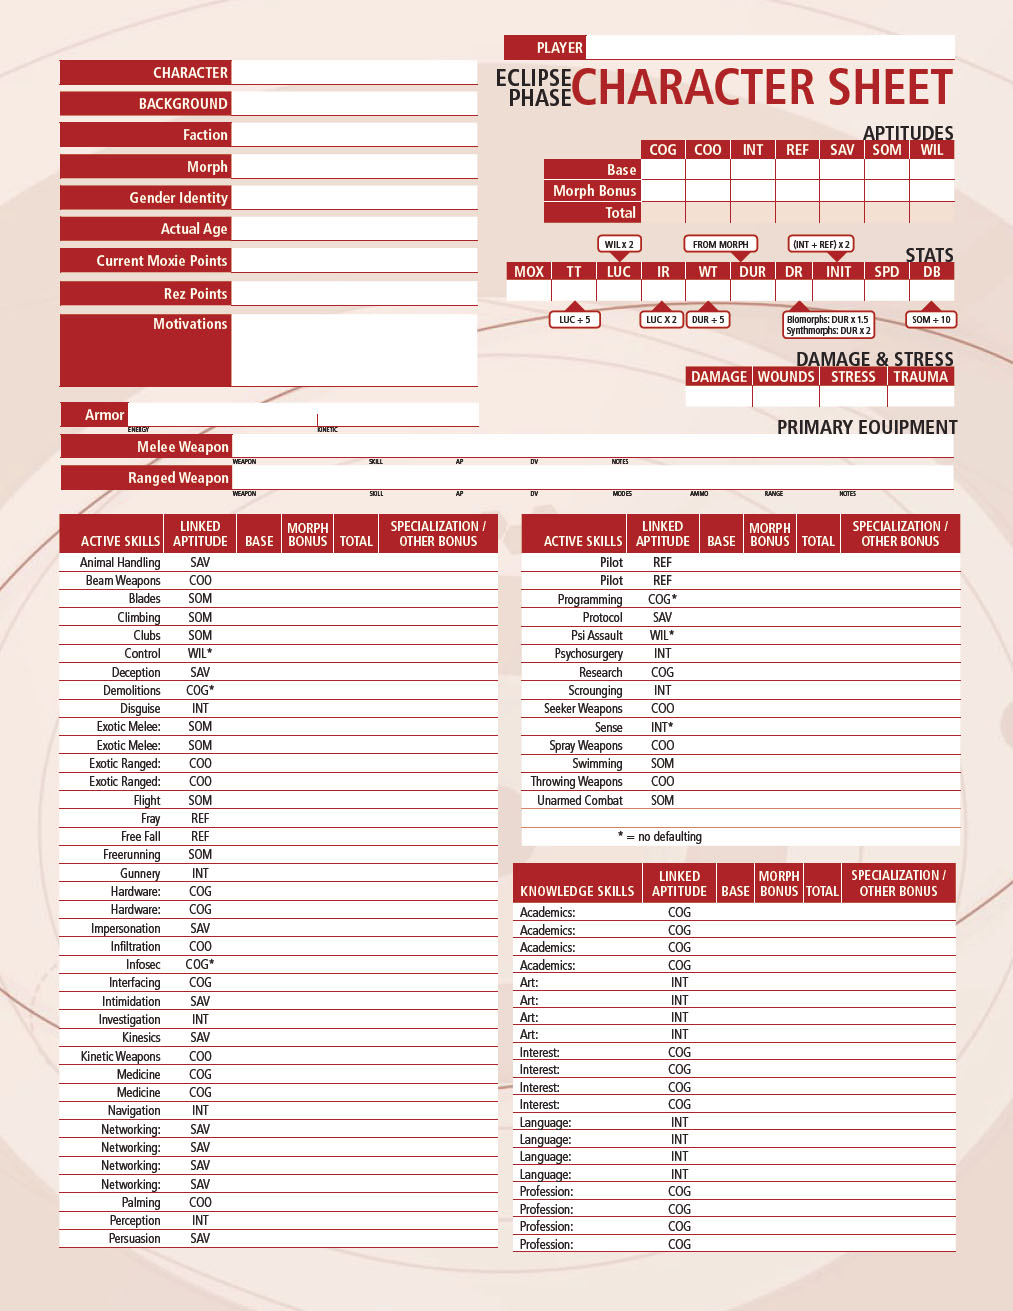 PLAYER
ECLIPSE PHASE CHARACTER SHEET
CHARACTER
BACKGROUND
Faction
Morph
Gender Identity
Actual Age
Current Moxie Points
Rez Points
Motivations
APTITUDES
COG COO INT REF SAV SOM WIL
Base
Morph Bonus
Total
WIL x 2 FROM MORPH (INT + REF) x 2
STATS
MOX TT LUC IR WT DUR DR INIT SPD DB
LUC ÷ 5 LUC X 2 DUR ÷ 5 Biomorphs: DUR x 1.5 SOM ÷ 10
Synthmorphs: DUR x 2
DAMAGE & STRESS
DAMAGE WOUNDS STRESS TRAUMA
Armor
ENERGY KINETIC
PRIMARY EQUIPMENT
Melee Weapon
WEAPON SKILL AP DV NOTES
Ranged Weapon
WEAPON SKILL AP DV MODES AMMO RANGE NOTES
ACTIVE SKILLS LINKED APTITUDE BASE MORPH BONUS TOTAL SPECIALIZATION / OTHER BONUS
Animal Handling SAV
Beam Weapons COO
Blades SOM
Climbing SOM
Clubs SOM
Control WIL*
Deception SAV
Demolitions COG*
Disguise INT
Exotic Melee: SOM
Exotic Melee: SOM
Exotic Ranged: COO
Exotic Ranged: COO
Flight SOM
Fray REF
Free Fall REF
Freerunning SOM
Gunnery INT
Hardware: COG
Hardware: COG
Impersonation SAV
Infiltration COO
Infosec COG*
Interfacing COG
Intimidation SAV
Investigation INT
Kinesics SAV
Kinetic Weapons COO
Medicine COG
Medicine COG
Navigation INT
Networking: SAV
Networking: SAV
Networking: SAV
Networking: SAV
Palming COO
Perception INT
Persuasion SAV
ACTIVE SKILLS LINKED APTITUDE BASE MORPH BONUS TOTAL SPECIALIZATION / OTHER BONUS
Pilot REF
Pilot REF
Programming COG*
Protocol SAV
Psi Assault WIL*
Psychosurgery INT
Research COG
Scrounging INT
Seeker Weapons COO
Sense INT*
Spray Weapons COO
Swimming SOM
Throwing Weapons COO
Unarmed Combat SOM
* = no defaulting
KNOWLEDGE SKILLS LINKED APTITUDE BASE MORPH BONUS TOTAL SPECIALIZATION / OTHER BONUS
Academics: COG
Academics: COG
Academics: COG
Academics: COG
Art: INT
Art: INT
Art: INT
Art: INT
Interest: COG
Interest: COG
Interest: COG
Interest: COG
Language: INT
Language: INT
Language: INT
Language: INT
Profession: COG
Profession: COG
Profession: COG
Profession: COG